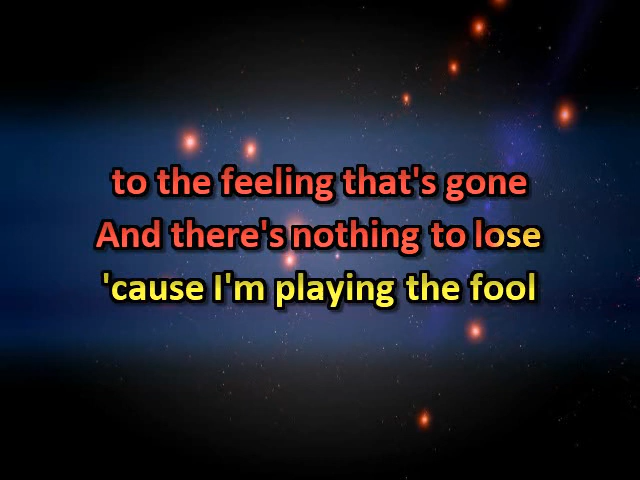 to the feeling that's gone
And there's nothing to lose
'cause I'm playing the fool